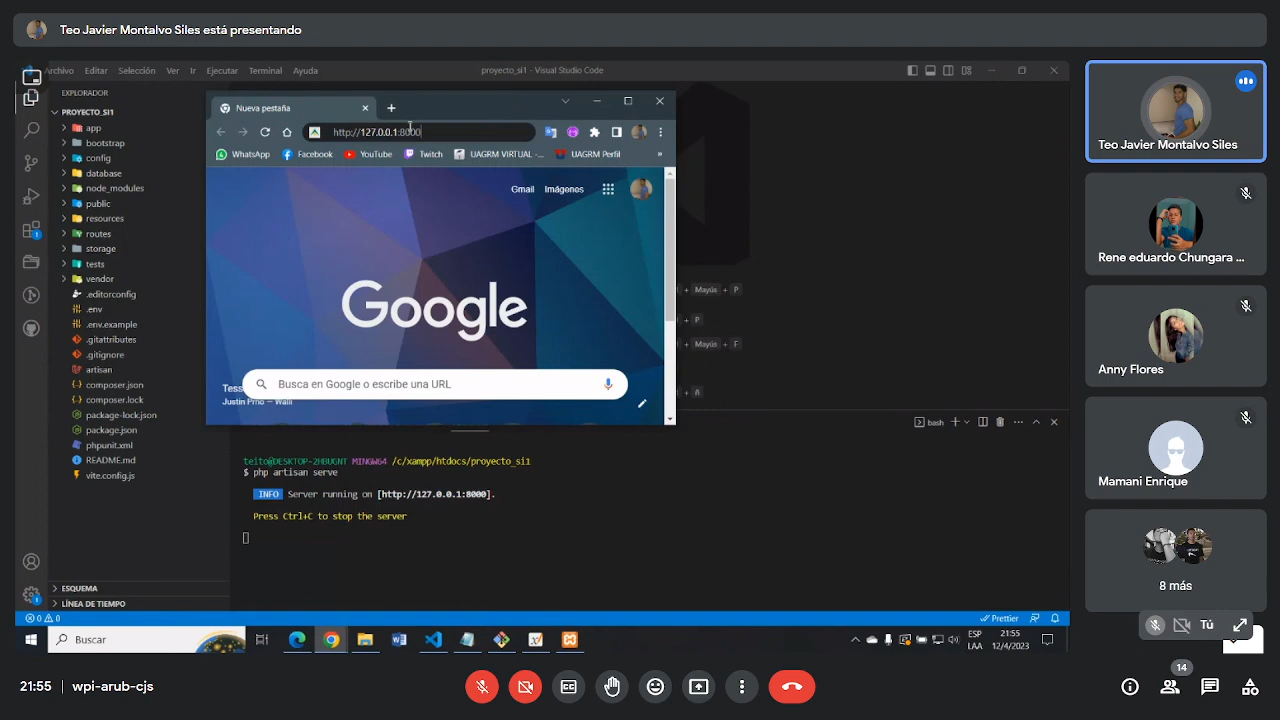 Teo Javier Montalvo Siles está presentando
Archivo Editar Selección Ver Ir Ejecutar Terminal Ayuda
proyecto_si1 - Visual Studio Code
EXPLORADOR
PROYECTO_SI1
app
bootstrap
config
database
node_modules
public
resources
routes
storage
tests
vendor
.editorconfig
.env
.env.example
.gitattributes
.gitignore
artisan
composer.json
composer.lock
package-lock.json
package.json
phpunit.xml
README.md
vite.config.js
ESQUEMA
LÍNEA DE TIEMPO
Nueva pestaña
http://127.0.0.1:8000
WhatsApp Facebook YouTube Twitch UAGRM VIRTUAL -... UAGRM Perfil »
Gmail Imágenes
Google
Busca en Google o escribe una URL
Tess
+ Mayús + P
+ P
+ Mayús + F
+ Ñ
bash
teito@DESKTOP-2HBUGNT MINGW64 /c/xampp/htdocs/proyecto_si1
$ php artisan serve
INFO Server running on [http://127.0.0.1:8000].
Press Ctrl+C to stop the server
0 0
Prettier
Buscar
ESP
LAA
21:55
12/4/2023
Teo Javier Montalvo Siles
Rene eduardo Chungara ...
Anny Flores
Mamani Enrique
8 más
Tú
21:55 | wpi-arub-cjs
14